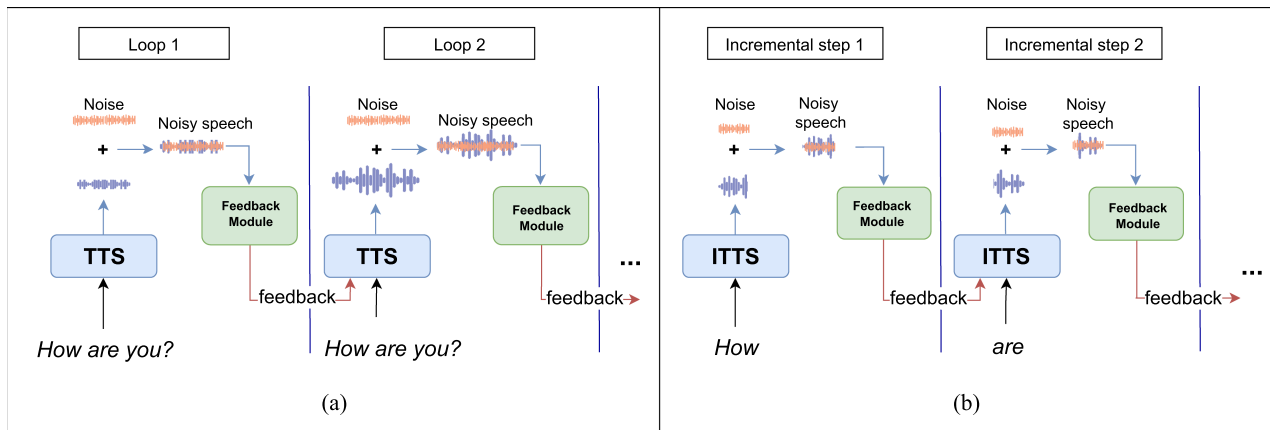 Loop 1
Noise
+
Noisy speech
Feedback
Module
TTS
feedback
How are you?
Loop 2
Noise
+
Noisy speech
Feedback
Module
TTS
feedback
How are you?
...
(a)
Incremental step 1
Noise
+
Noisy
speech
Feedback
Module
ITTS
feedback
How
Incremental step 2
Noise
+
Noisy
speech
Feedback
Module
ITTS
feedback
are
...
(b)